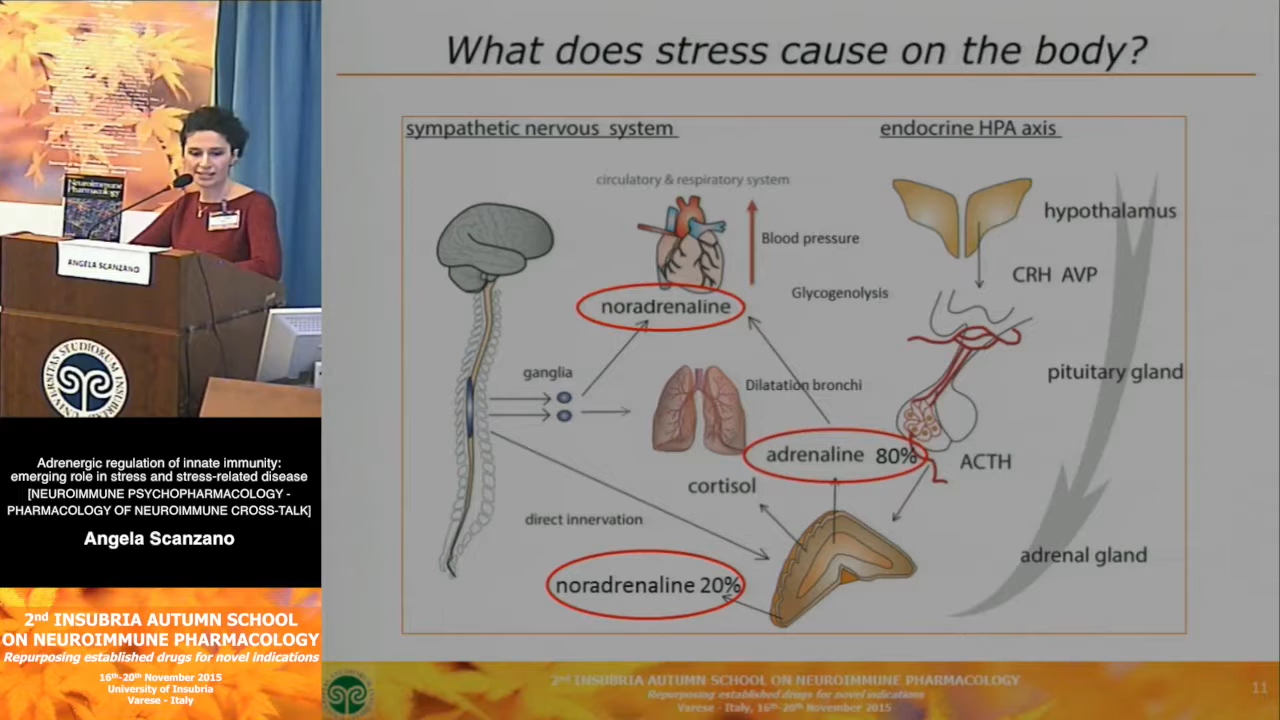 What does stress cause on the body?
sympathetic nervous system
endocrine HPA axis
circulatory & respiratory system
hypothalamus
Blood pressure
CRH AVP
Glycogenolysis
noradrenaline
ganglia
pituitary gland
Dilatation bronchi
adrenaline 80%
ACTH
cortisol
direct innervation
adrenal gland
noradrenaline 20%
2nd INSUBRIA AUTUMN SCHOOL ON NEUROIMMUNE PHARMACOLOGY
Repurposing established drugs for novel indications
Varese - Italy, 16th-20th November 2015
11
Neuroimmune
Pharmacology
ANGELA SCANZANO
Adrenergic regulation of innate immunity:
emerging role in stress and stress-related disease
[NEUROIMMUNE PSYCHOPHARMACOLOGY -
PHARMACOLOGY OF NEUROIMMUNE CROSS-TALK]
Angela Scanzano
2nd INSUBRIA AUTUMN SCHOOL
ON NEUROIMMUNE PHARMACOLOGY
Repurposing established drugs for novel indications
16th-20th November 2015
University of Insubria
Varese - Italy